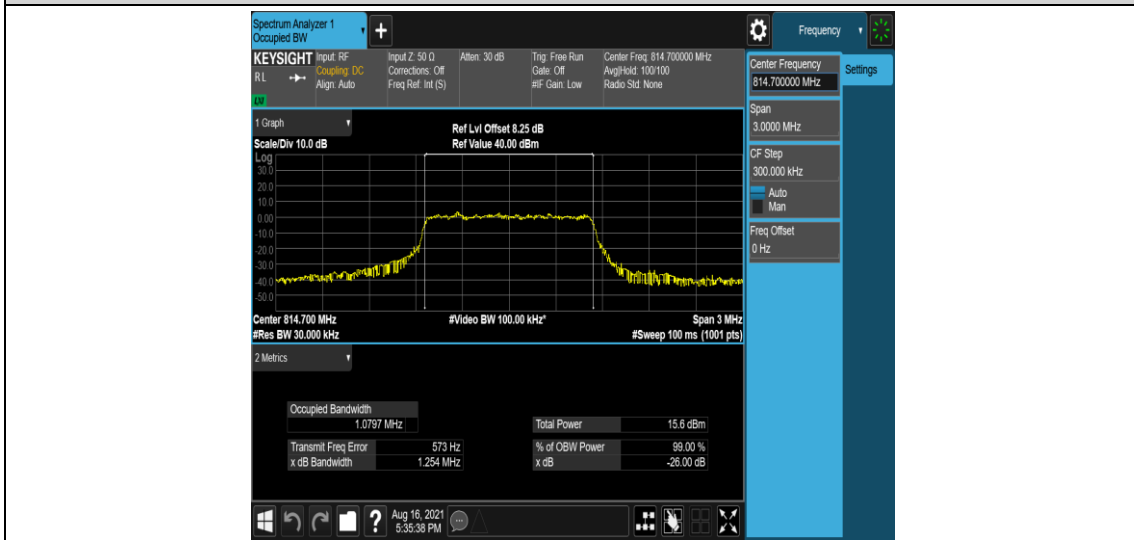 Spectrum Analyzer 1
Occupied BW
Frequency
KEYSIGHT
RL
LXI
Input: RF
Coupling: DC
Align: Auto
Input Z: 50 Ω
Corrections: Off
Freq Ref: Int (S)
Atten: 30 dB
Trig: Free Run
Gate: Off
#IF Gain: Low
Center Freq: 814.700000 MHz
Avg|Hold: 100/100
Radio Std: None
Center Frequency
814.700000 MHz
Settings
Span
3.0000 MHz
CF Step
300.000 kHz
Auto
Man
Freq Offset
0 Hz
1 Graph
Scale/Div 10.0 dB
Ref Lvl Offset 8.25 dB
Ref Value 40.00 dBm
Log
30.0
20.0
10.0
0.00
-10.0
-20.0
-30.0
-40.0
-50.0
Center 814.700 MHz
#Video BW 100.00 kHz*
Span 3 MHz
#Res BW 30.000 kHz
#Sweep 100 ms (1001 pts)
2 Metrics
Occupied Bandwidth
1.0797 MHz
Total Power 15.6 dBm
Transmit Freq Error 573 Hz
% of OBW Power 99.00 %
x dB Bandwidth 1.254 MHz
x dB -26.00 dB
?
Aug 16, 2021
5:35:38 PM